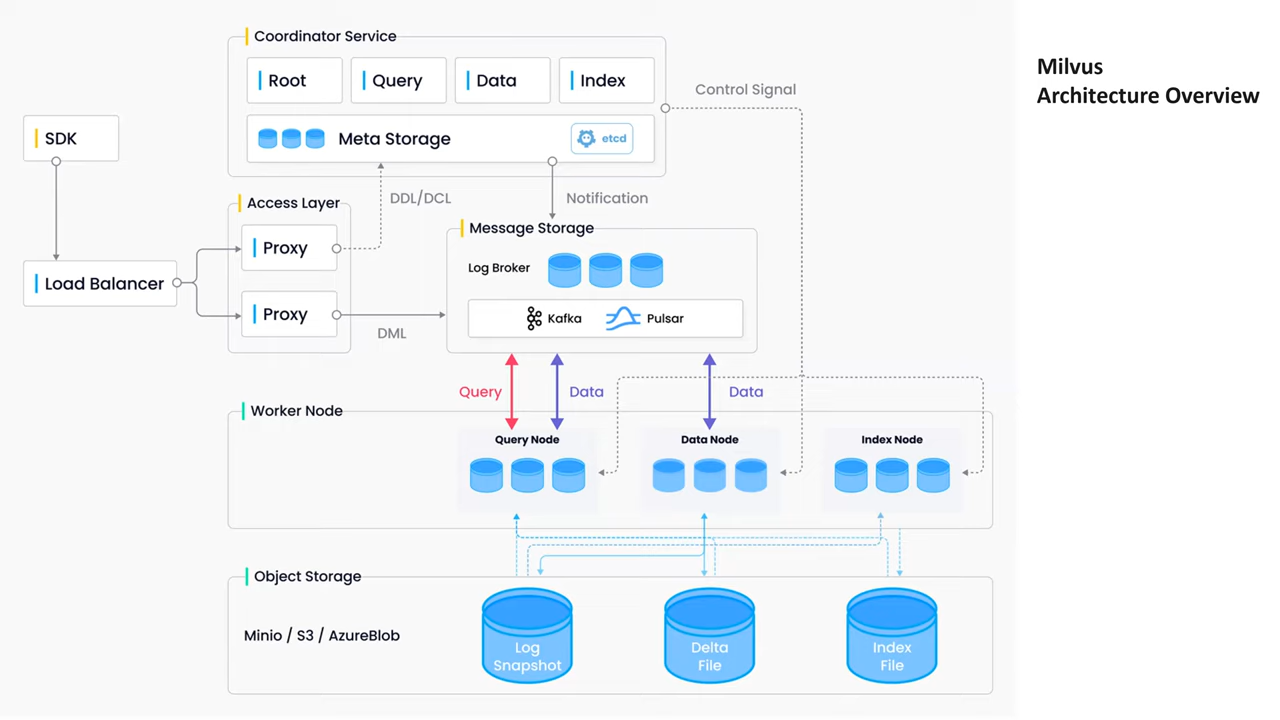 Milvus
Architecture Overview
Coordinator Service
Root
Query
Data
Index
Meta Storage
etcd
Control Signal
SDK
DDL/DCL
Notification
Access Layer
Proxy
Load Balancer
Proxy
DML
Message Storage
Log Broker
Kafka
Pulsar
Query
Data
Data
Worker Node
Query Node
Data Node
Index Node
Object Storage
Minio / S3 / AzureBlob
Log
Snapshot
Delta
File
Index
File